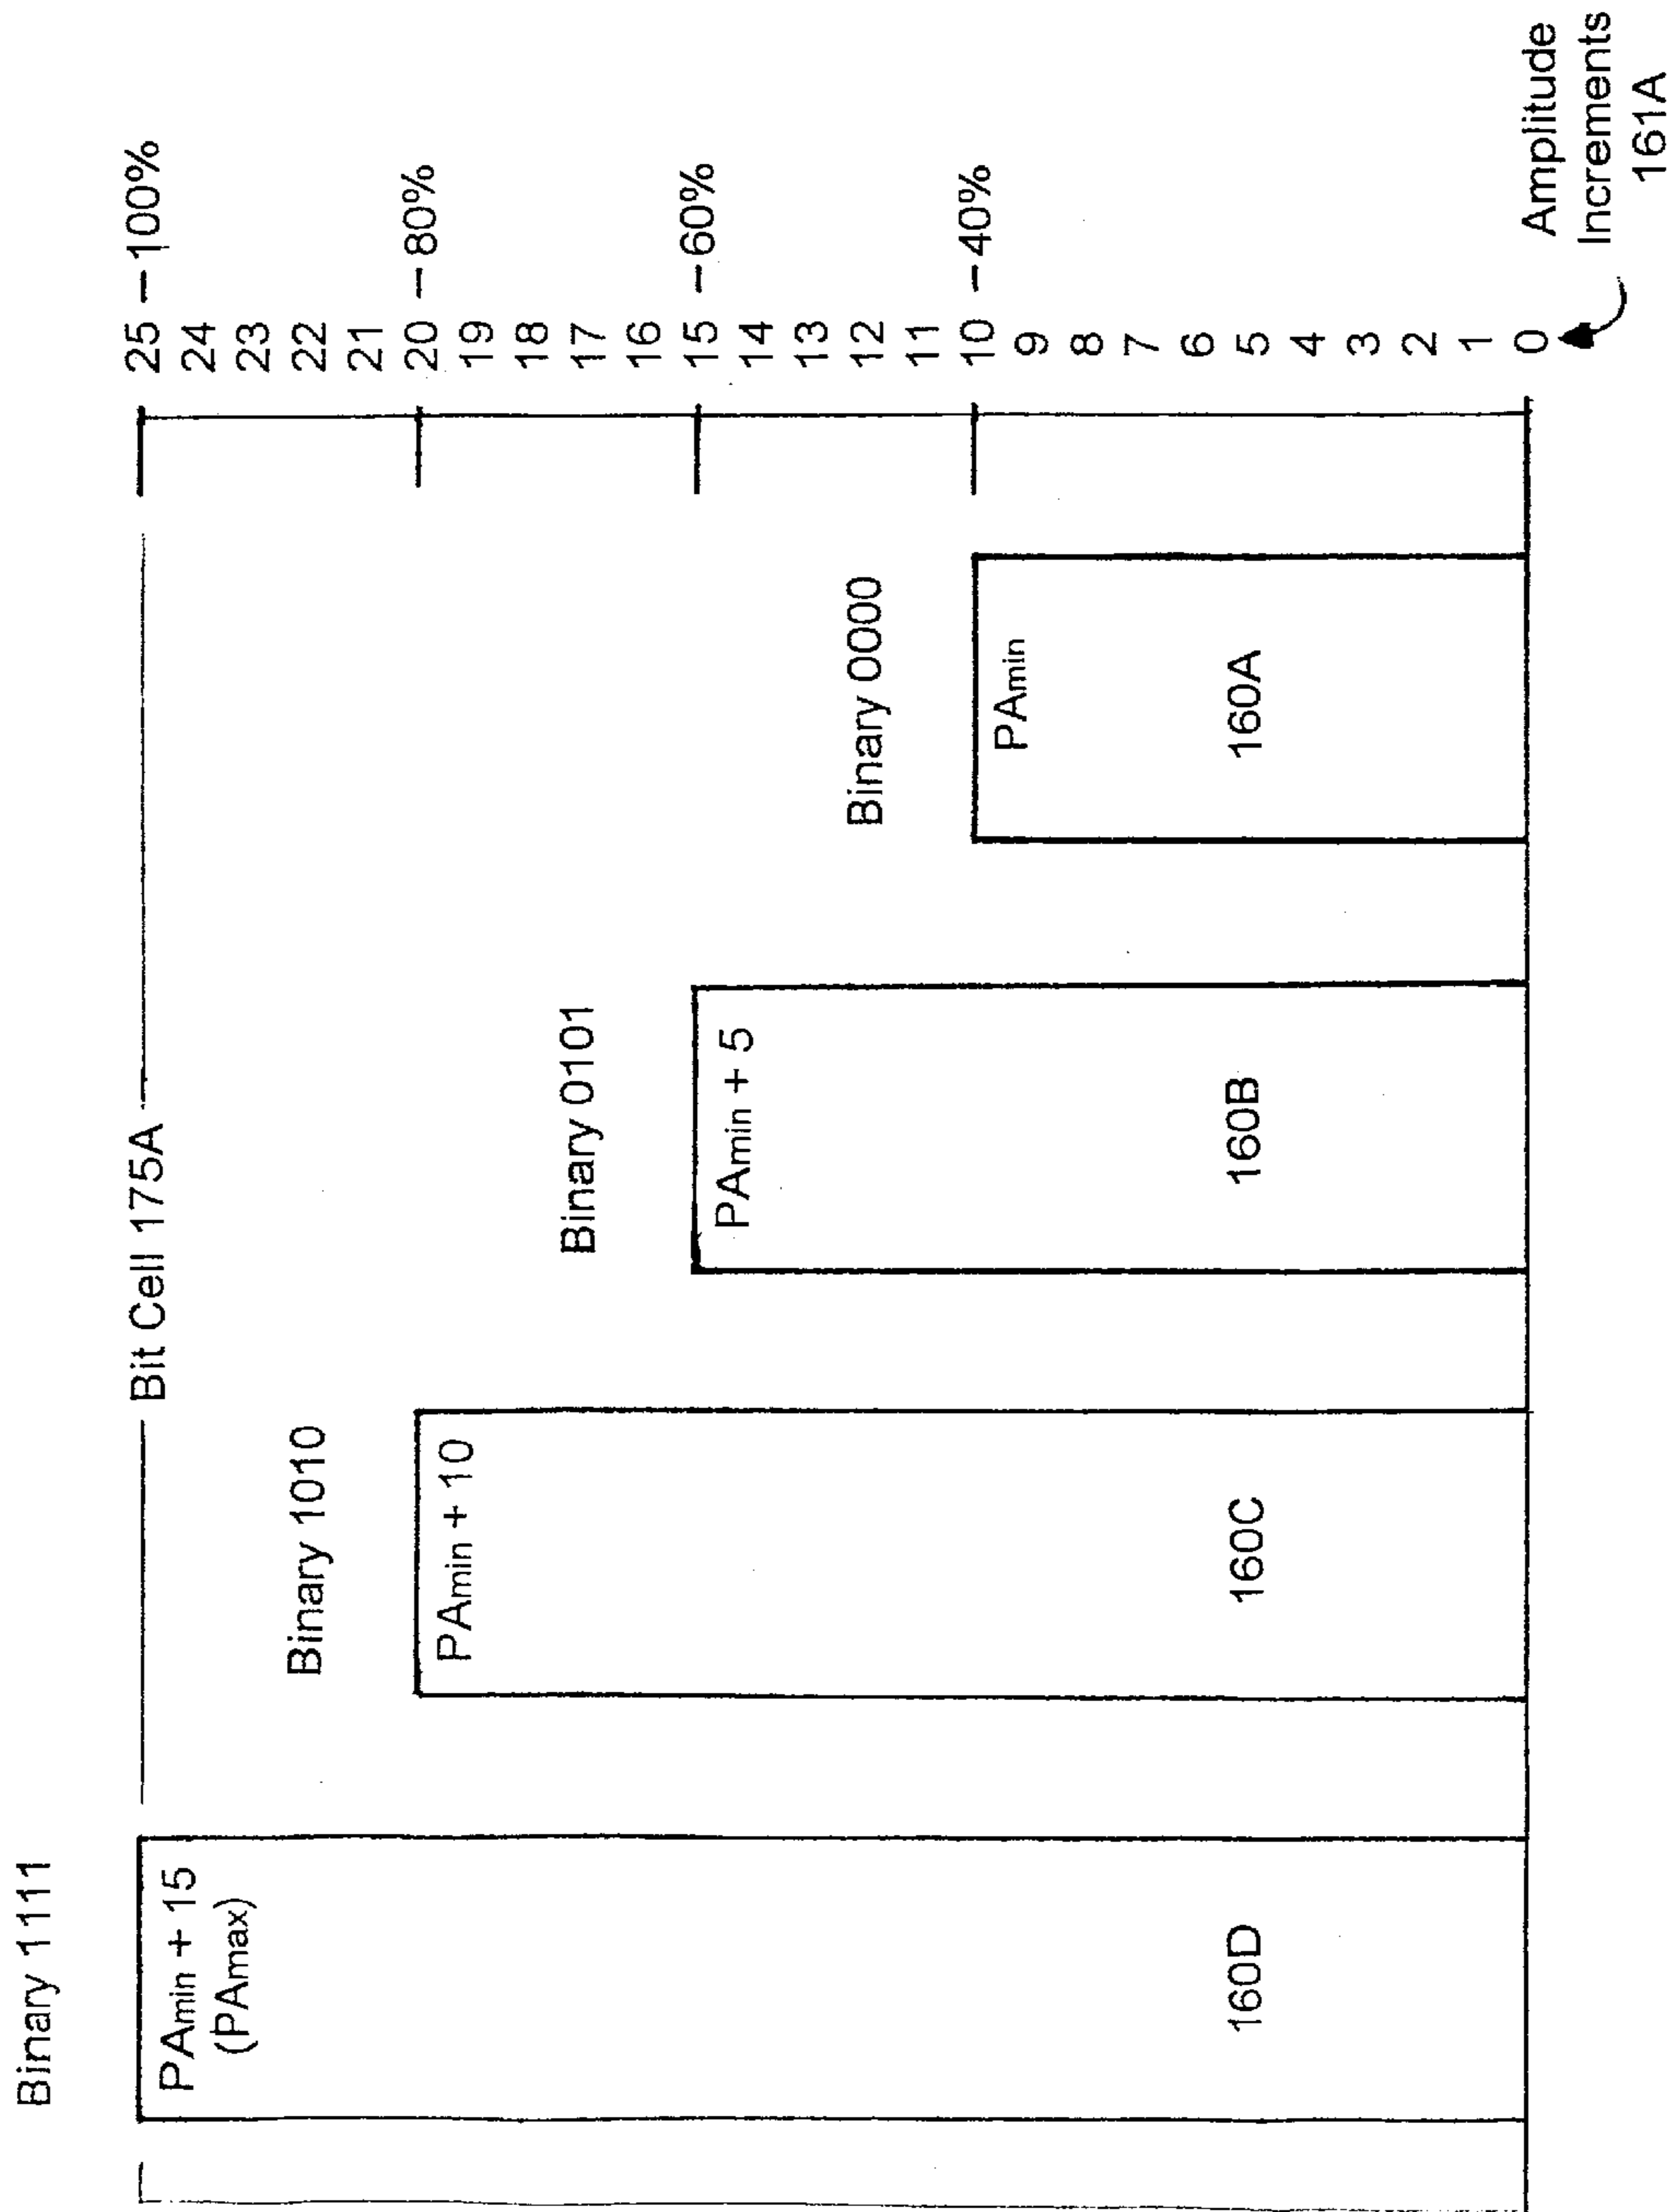 Binary 1111
PAmin + 15
(PAmax)
160D
Binary 1010
PAmin + 10
160C
Bit Cell 175A
Binary 0101
PAmin + 5
160B
Binary 0000
PAmin
160A
25 – 100%
24
23
22
21
20 – 80%
19
18
17
16
15 – 60%
14
13
12
11
10 – 40%
9
8
7
6
5
4
3
2
1
0
Amplitude
Increments
161A